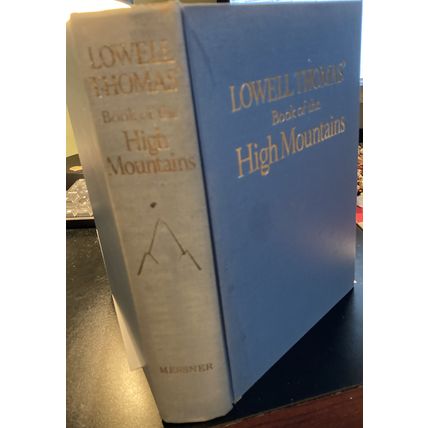 LOWELL
THOMAS'
Book of the
High
Mountains
MESSNER
LOWELL THOMAS'
Book of the
High Mountains